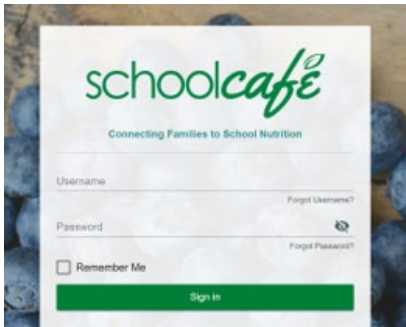 schoolcafé
Connecting Families to School Nutrition
Username
Forgot Username?
Password
Forgot Password?
Remember Me
Sign in